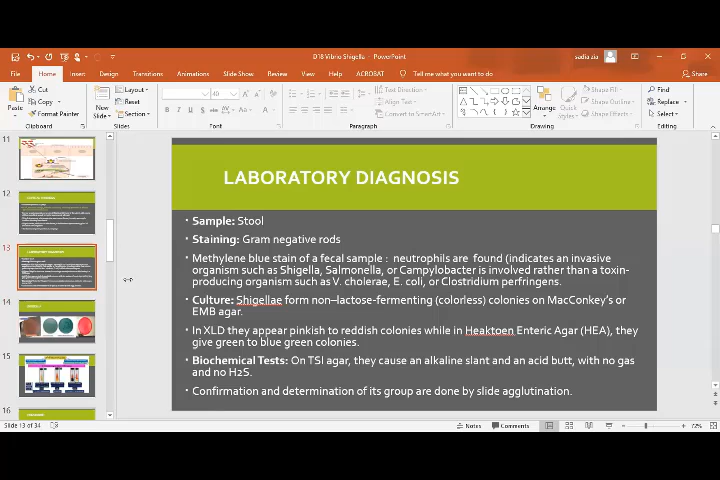 D18 Vibrio Shigella - PowerPoint
sadia zia
File Home Insert Draw Design Transitions Animations Slide Show Review View Help ACROBAT Tell me what you want to do Share
Paste
Cut
Copy
Format Painter
Clipboard
New Slide
Layout
Reset
Section
Slides
40
Font
Text Direction
Align Text
Convert to SmartArt
Paragraph
Arrange
Quick Styles
Shape Fill
Shape Outline
Shape Effects
Drawing
Find
Replace
Select
Editing
11
12
13
14
15
16
LABORATORY DIAGNOSIS
• Sample: Stool
• Staining: Gram negative rods
• Methylene blue stain of a fecal sample : neutrophils are found (indicates an invasive
organism such as Shigella, Salmonella, or Campylobacter is involved rather than a toxin-
producing organism such as V. cholerae, E. coli, or Clostridium perfringens.
• Culture: Shigellae form non–lactose-fermenting (colorless) colonies on MacConkey's or
EMB agar.
• In XLD they appear pinkish to reddish colonies while in Heaktoen Enteric Agar (HEA), they
give green to blue green colonies.
• Biochemical Tests: On TSI agar, they cause an alkaline slant and an acid butt, with no gas
and no H2S.
• Confirmation and determination of its group are done by slide agglutination.
Slide 13 of 34
Notes
Comments
72%